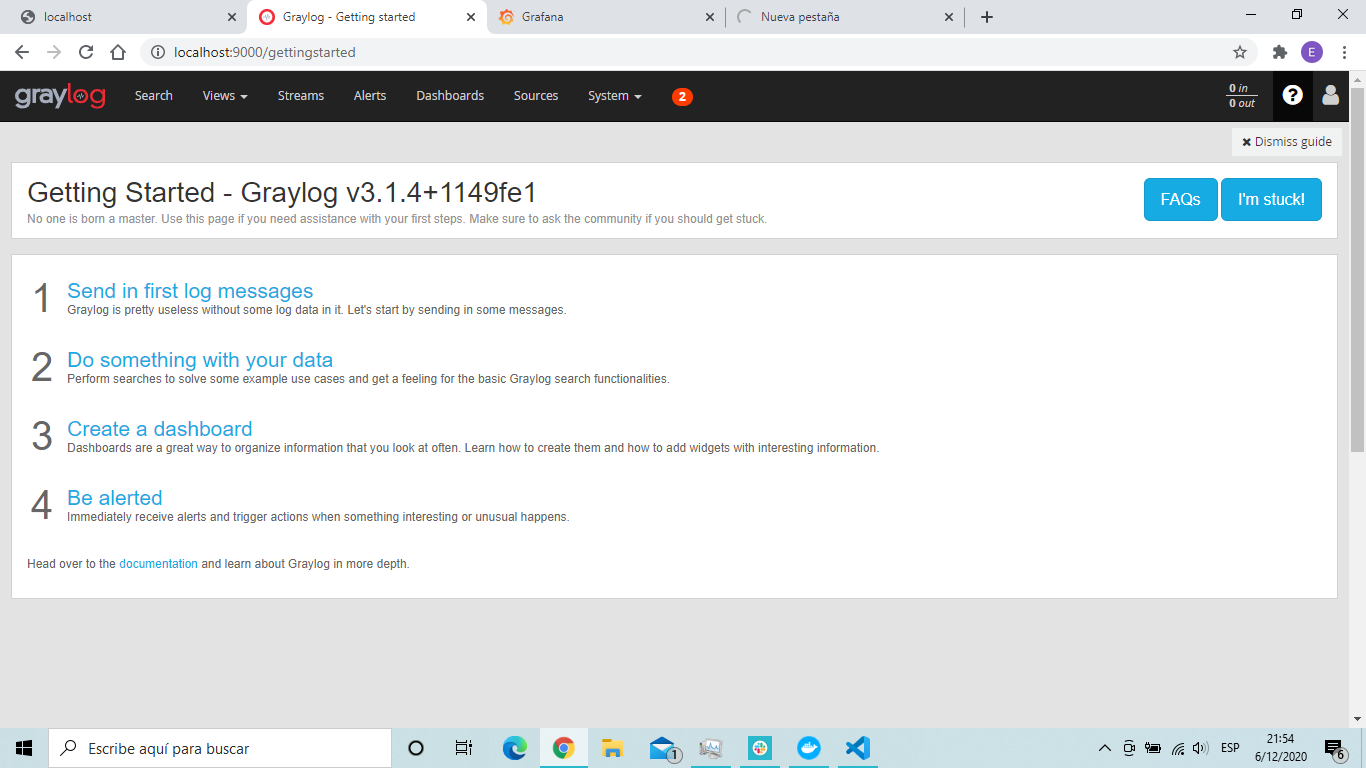 localhost
Graylog - Getting started
Grafana
Nueva pestaña
localhost:9000/gettingstarted
E
graylog
Search
Views
Streams
Alerts
Dashboards
Sources
System
2
0 in
0 out
Dismiss guide
Getting Started - Graylog v3.1.4+1149fe1
No one is born a master. Use this page if you need assistance with your first steps. Make sure to ask the community if you should get stuck.
FAQs
I'm stuck!
1 Send in first log messages
Graylog is pretty useless without some log data in it. Let's start by sending in some messages.
2 Do something with your data
Perform searches to solve some example use cases and get a feeling for the basic Graylog search functionalities.
3 Create a dashboard
Dashboards are a great way to organize information that you look at often. Learn how to create them and how to add widgets with interesting information.
4 Be alerted
Immediately receive alerts and trigger actions when something interesting or unusual happens.
Head over to the documentation and learn about Graylog in more depth.
Escribe aquí para buscar
1
ESP
21:54
6/12/2020
6